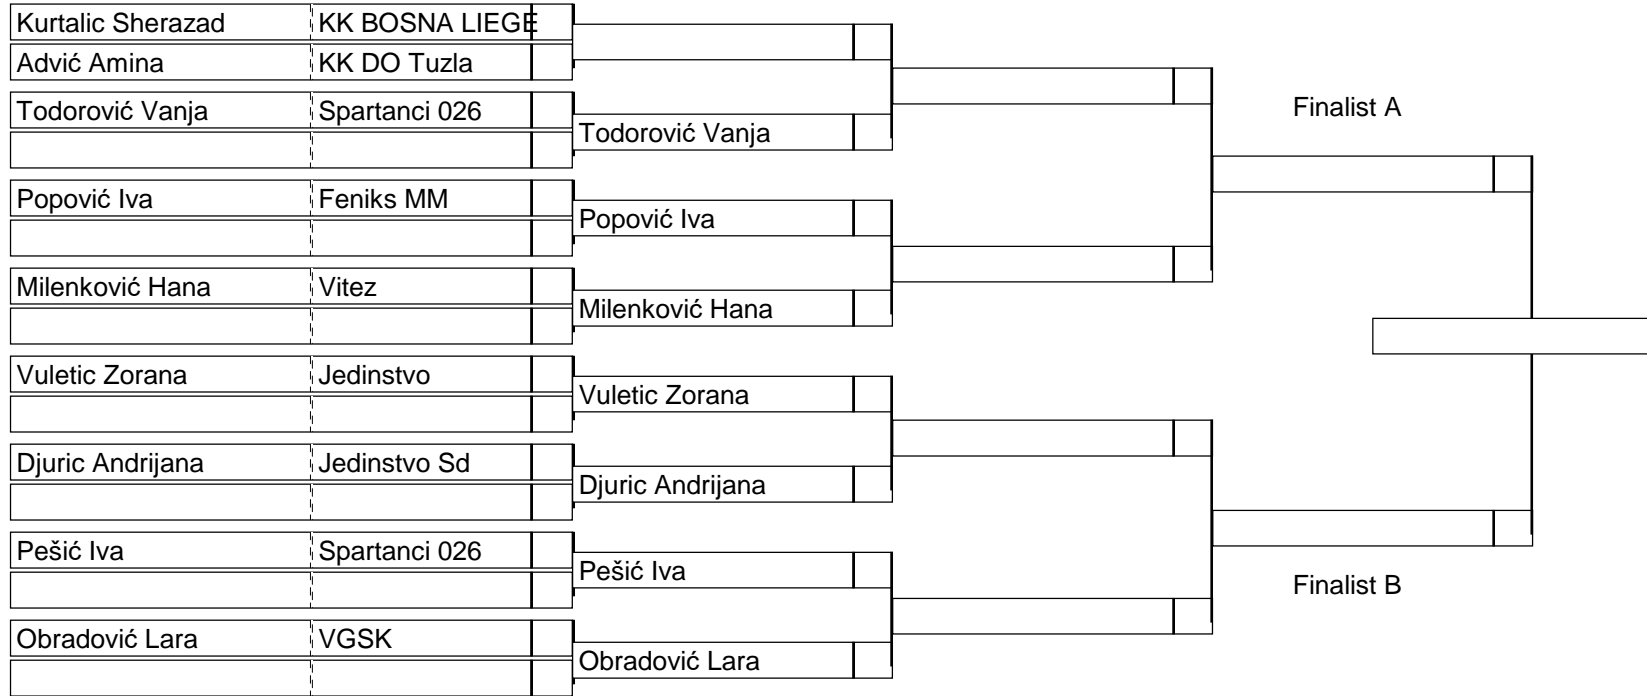 Kurtalic Sherazad KK BOSNA LIEGE
Advić Amina KK DO Tuzla
Todorović Vanja Spartanci 026
Popović Iva Feniks MM
Milenković Hana Vitez
Vuletic Zorana Jedinstvo
Djuric Andrijana Jedinstvo Sd
Pešić Iva Spartanci 026
Obradović Lara VGSK
Todorović Vanja
Popović Iva
Milenković Hana
Vuletic Zorana
Djuric Andrijana
Pešić Iva
Obradović Lara
Finalist A
Finalist B